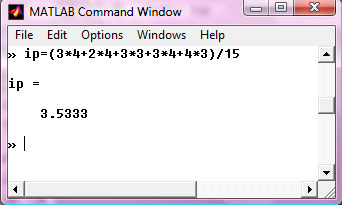 MATLAB Command Window
File Edit Options Windows Help
» ip=(3*4+2*4+3*3+3*4+4*3)/15
ip =
3.5333
»